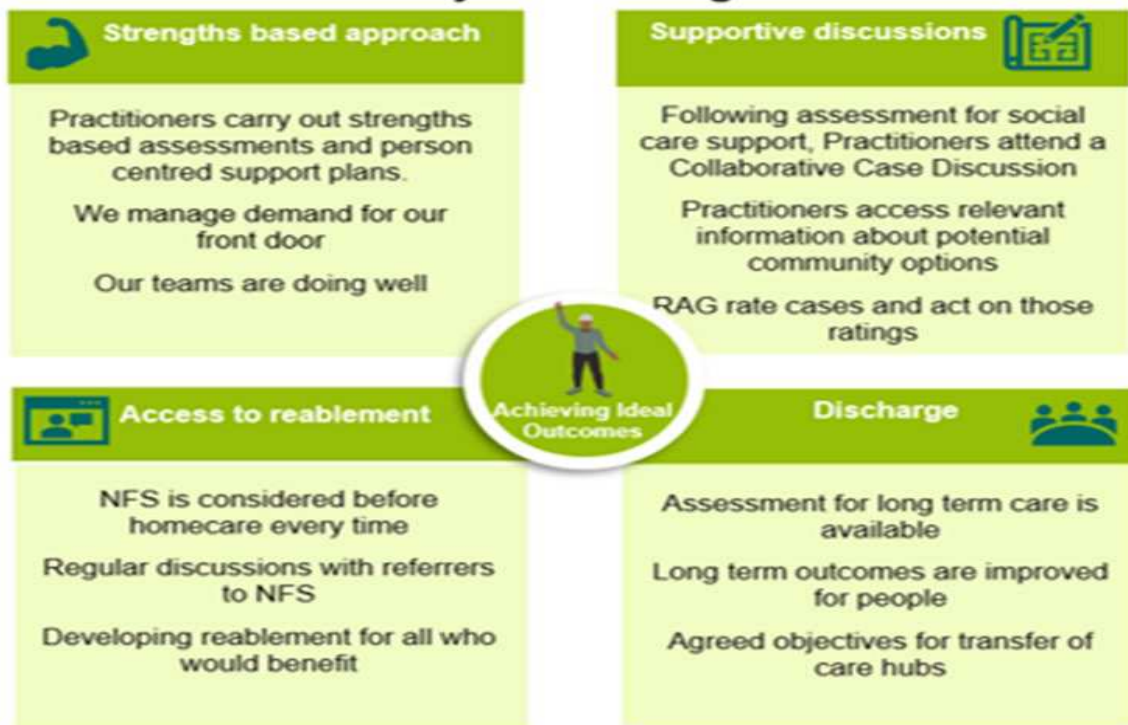 Strengths based approach
Practitioners carry out strengths
based assessments and person
centred support plans.
We manage demand for our
front door
Our teams are doing well
Supportive discussions
Following assessment for social
care support, Practitioners attend a
Collaborative Case Discussion
Practitioners access relevant
information about potential
community options
RAG rate cases and act on those
ratings
Achieving Ideal
Outcomes
Access to reablement
NFS is considered before
homecare every time
Regular discussions with referrers
to NFS
Developing reablement for all who
would benefit
Discharge
Assessment for long term care is
available
Long term outcomes are improved
for people
Agreed objectives for transfer of
care hubs